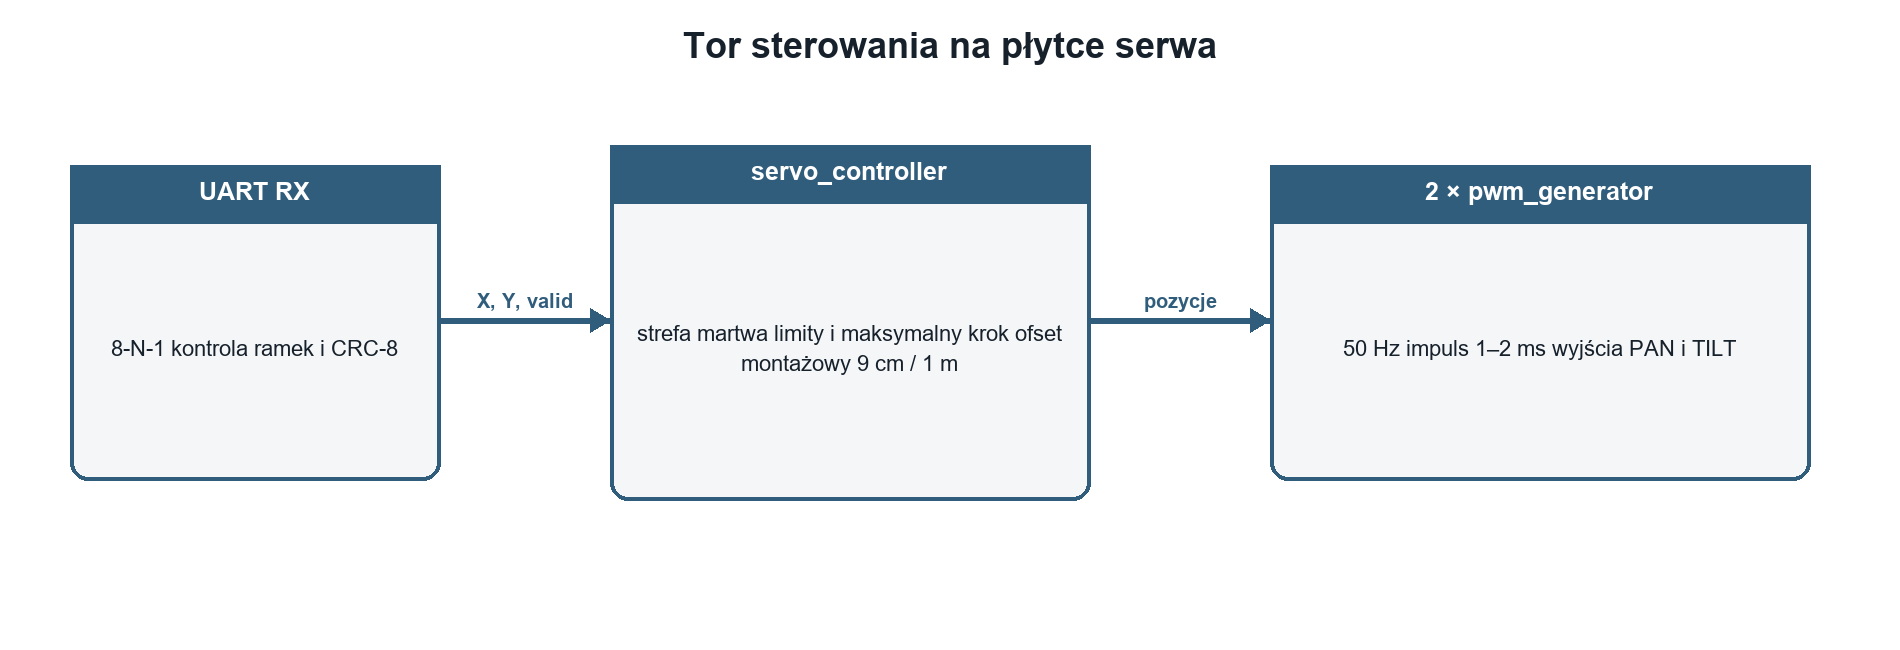 Tor sterowania na płytce serwa
UART RX
8-N-1 kontrola ramek i CRC-8
X, Y, valid
servo_controller
strefa martwa limity i maksymalny krok ofset
montażowy 9 cm / 1 m
pozycje
2 × pwm_generator
50 Hz impuls 1–2 ms wyjścia PAN i TILT